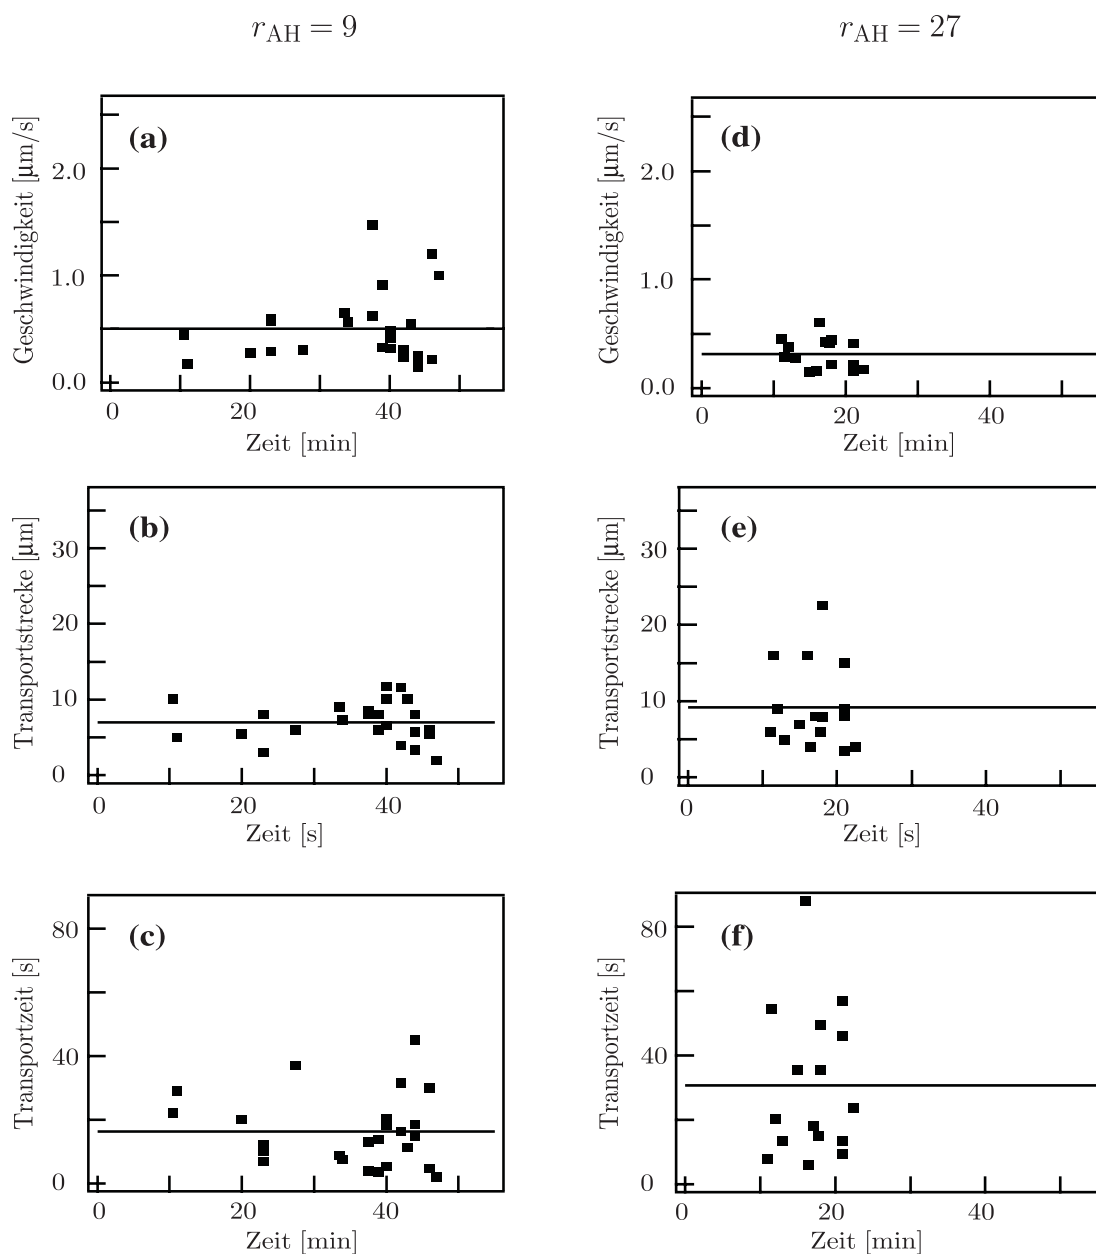 r_AH = 9
r_AH = 27
(a)
Geschwindigkeit [µm/s]
2.0
1.0
0.0
0 20 40
Zeit [min]
(d)
Geschwindigkeit [µm/s]
2.0
1.0
0.0
0 20 40
Zeit [min]
(b)
Transportstrecke [µm]
30
20
10
0
0 20 40
Zeit [s]
(e)
Transportstrecke [µm]
30
20
10
0
0 20 40
Zeit [s]
(c)
Transportzeit [s]
80
40
0
0 20 40
Zeit [min]
(f)
Transportzeit [s]
80
40
0
0 20 40
Zeit [min]